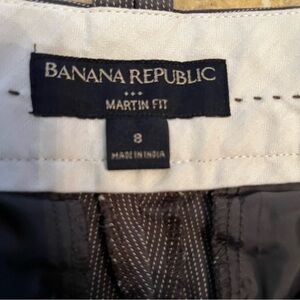 BANANA REPUBLIC
MARTIN FIT
8
MADE IN INDIA